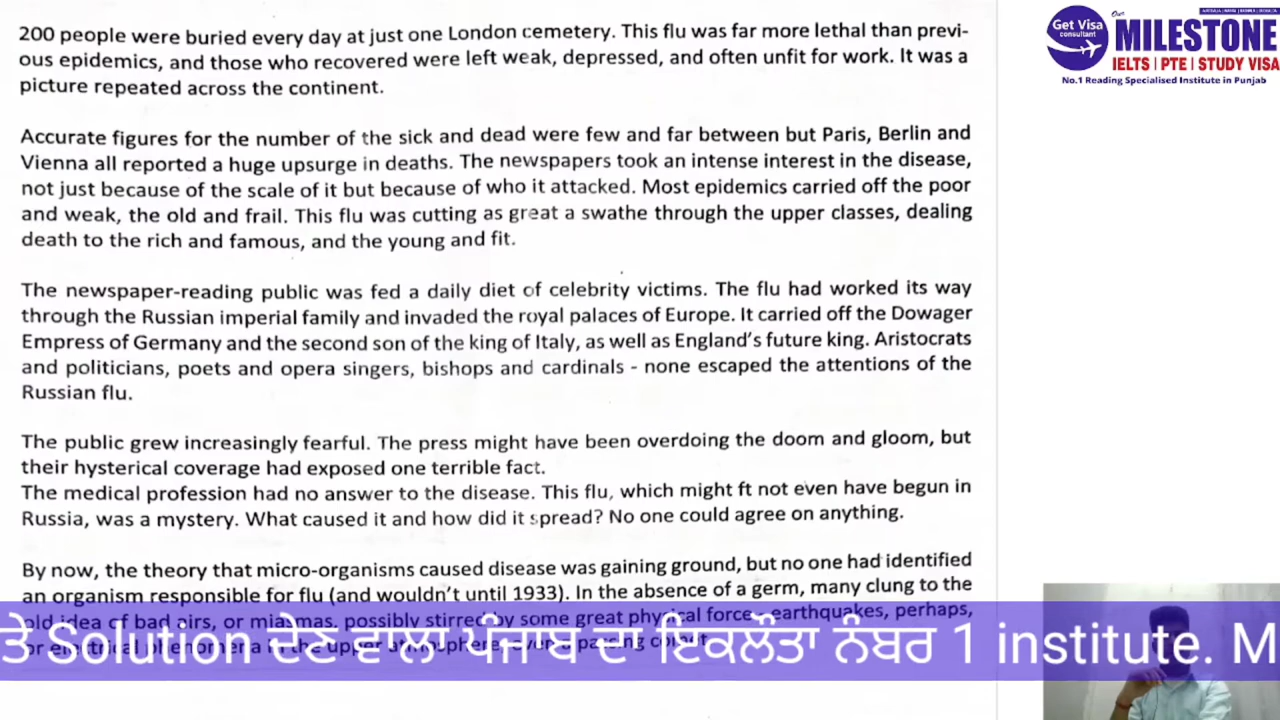 200 people were buried every day at just one London cemetery. This flu was far more lethal than previ-
ous epidemics, and those who recovered were left weak, depressed, and often unfit for work. It was a
picture repeated across the continent.
Accurate figures for the number of the sick and dead were few and far between but Paris, Berlin and
Vienna all reported a huge upsurge in deaths. The newspapers took an intense interest in the disease,
not just because of the scale of it but because of who it attacked. Most epidemics carried off the poor
and weak, the old and frail. This flu was cutting as great a swathe through the upper classes, dealing
death to the rich and famous, and the young and fit.
The newspaper-reading public was fed a daily diet of celebrity victims. The flu had worked its way
through the Russian imperial family and invaded the royal palaces of Europe. It carried off the Dowager
Empress of Germany and the second son of the king of Italy, as well as England's future king. Aristocrats
and politicians, poets and opera singers, bishops and cardinals - none escaped the attentions of the
Russian flu.
The public grew increasingly fearful. The press might have been overdoing the doom and gloom, but
their hysterical coverage had exposed one terrible fact.
The medical profession had no answer to the disease. This flu, which might ft not even have begun in
Russia, was a mystery. What caused it and how did it spread? No one could agree on anything.
By now, the theory that micro-organisms caused disease was gaining ground, but no one had identified
an organism responsible for flu (and wouldn't until 1933). In the absence of a germ, many clung to the
old idea of bad airs, or miasmas, possibly stirred by some great physical force - earthquakes, perhaps,
or electrical phenomena in the upper atmosphere, even a passing comet.
ਤੇ Solution ਦੇਣ ਵਾਲਾ ਪੰਜਾਬ ਦਾ ਇਕਲੌਤਾ ਨੰਬਰ 1 institute. M
Get Visa
consultant
Our
MILESTONE
IELTS | PTE | STUDY VISA
No.1 Reading Specialised Institute in Punjab